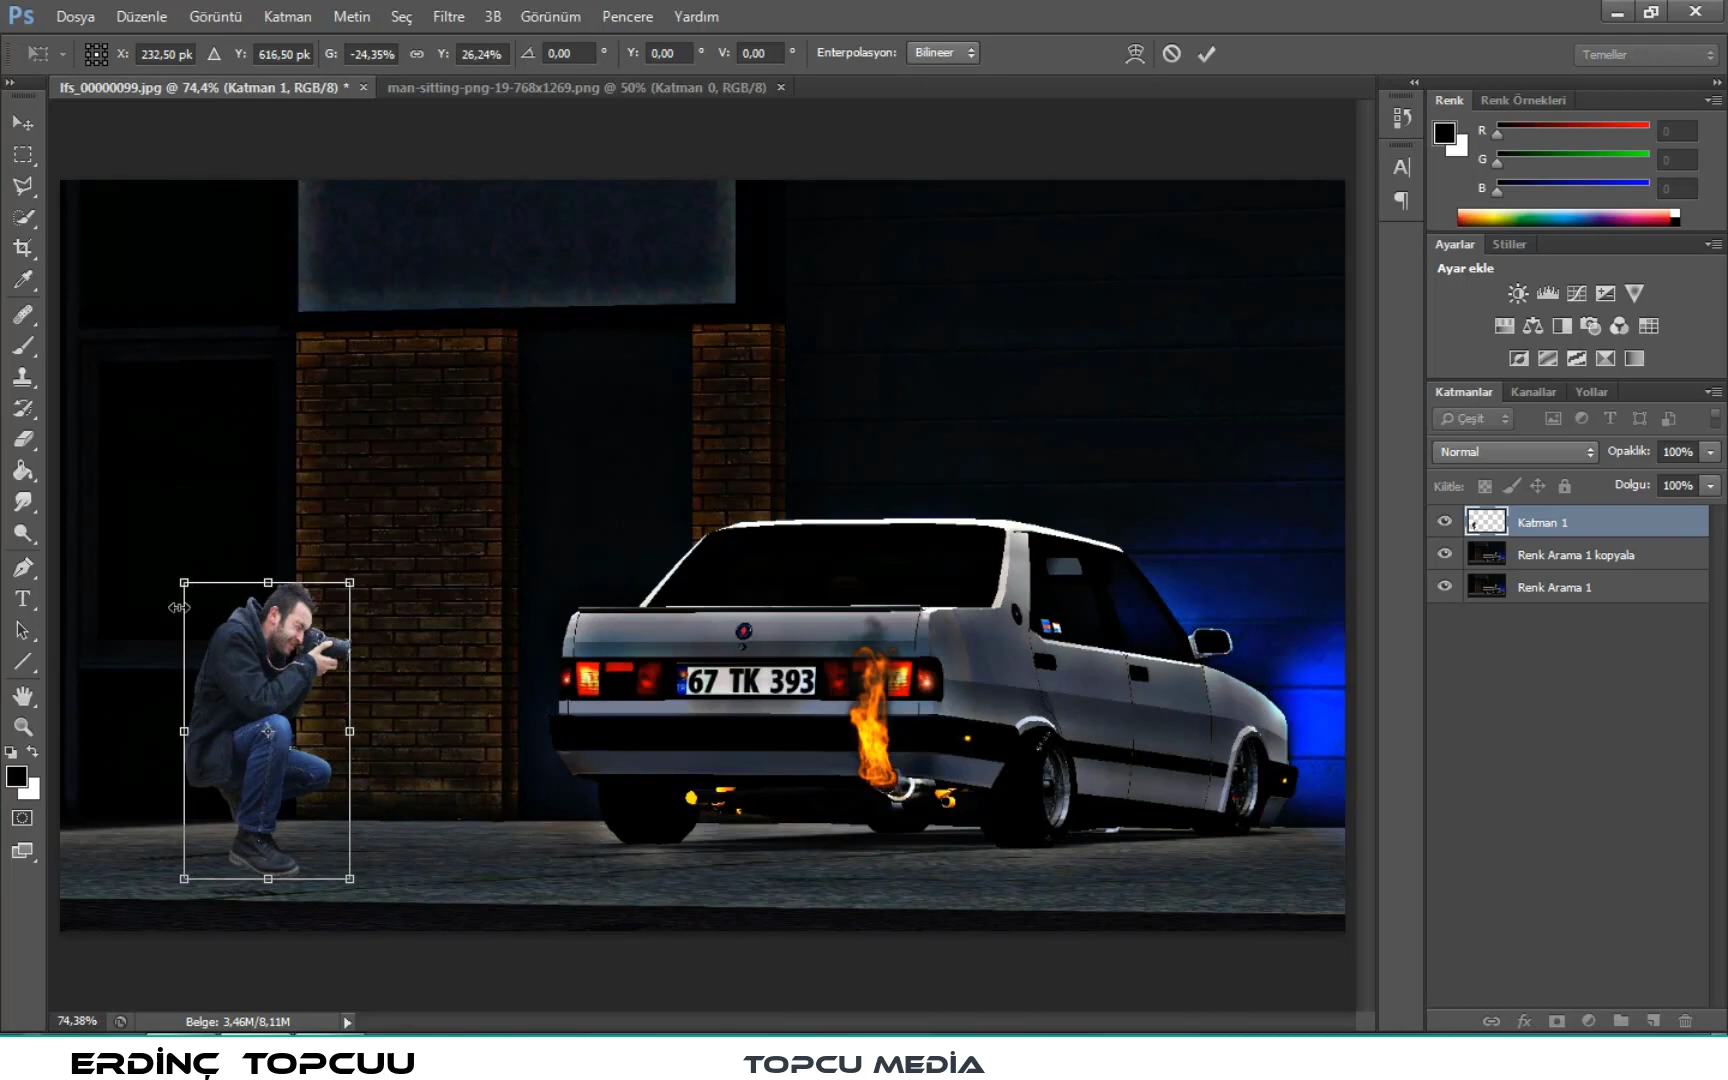 Ps Dosya Düzenle Görüntü Katman Metin Seç Filtre 3B Görünüm Pencere Yardım
X: 232,50 pk Y: 616,50 pk G: -24,35% Y: 26,24% 0,00 ° Y: 0,00 ° V: 0,00 ° Enterpolasyon: Bilineer Temeller
lfs_00000099.jpg @ 74,4% (Katman 1, RGB/8) * × man-sitting-png-19-768x1269.png @ 50% (Katman 0, RGB/8) ×
Renk Renk Örnekleri
R 0
G 0
B 0
Ayarlar Stiller
Ayar ekle
Katmanlar Kanallar Yollar
Çeşit
Normal Opaklık: 100%
Kilitle: Dolgu: 100%
Katman 1
Renk Arama 1 kopyala
Renk Arama 1
67 TK 393
74,38% Belge: 3,46M/8,11M
ERDİNÇ TOPCUU TOPCU MEDİA